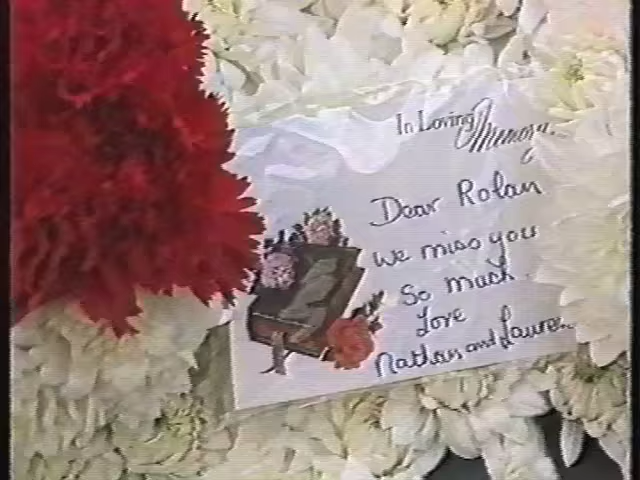 In Loving Memory.
Dear Rolan
We miss you
So much.
Love
Nathan and Lauren